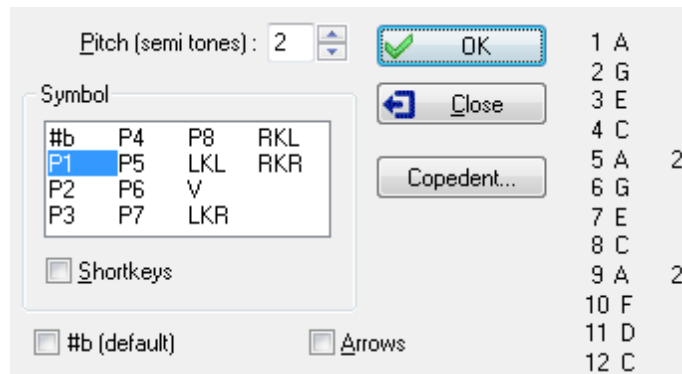 Pitch (semi tones) : 2
OK
Close
Copedent...
Symbol
#b P4 P8 RKL
P1 P5 LKL RKR
P2 P6 V
P3 P7 LKR
Shortkeys
#b (default)
Arrows
1 A
2 G
3 E
4 C
5 A 2
6 G
7 E
8 C
9 A 2
10 F
11 D
12 C